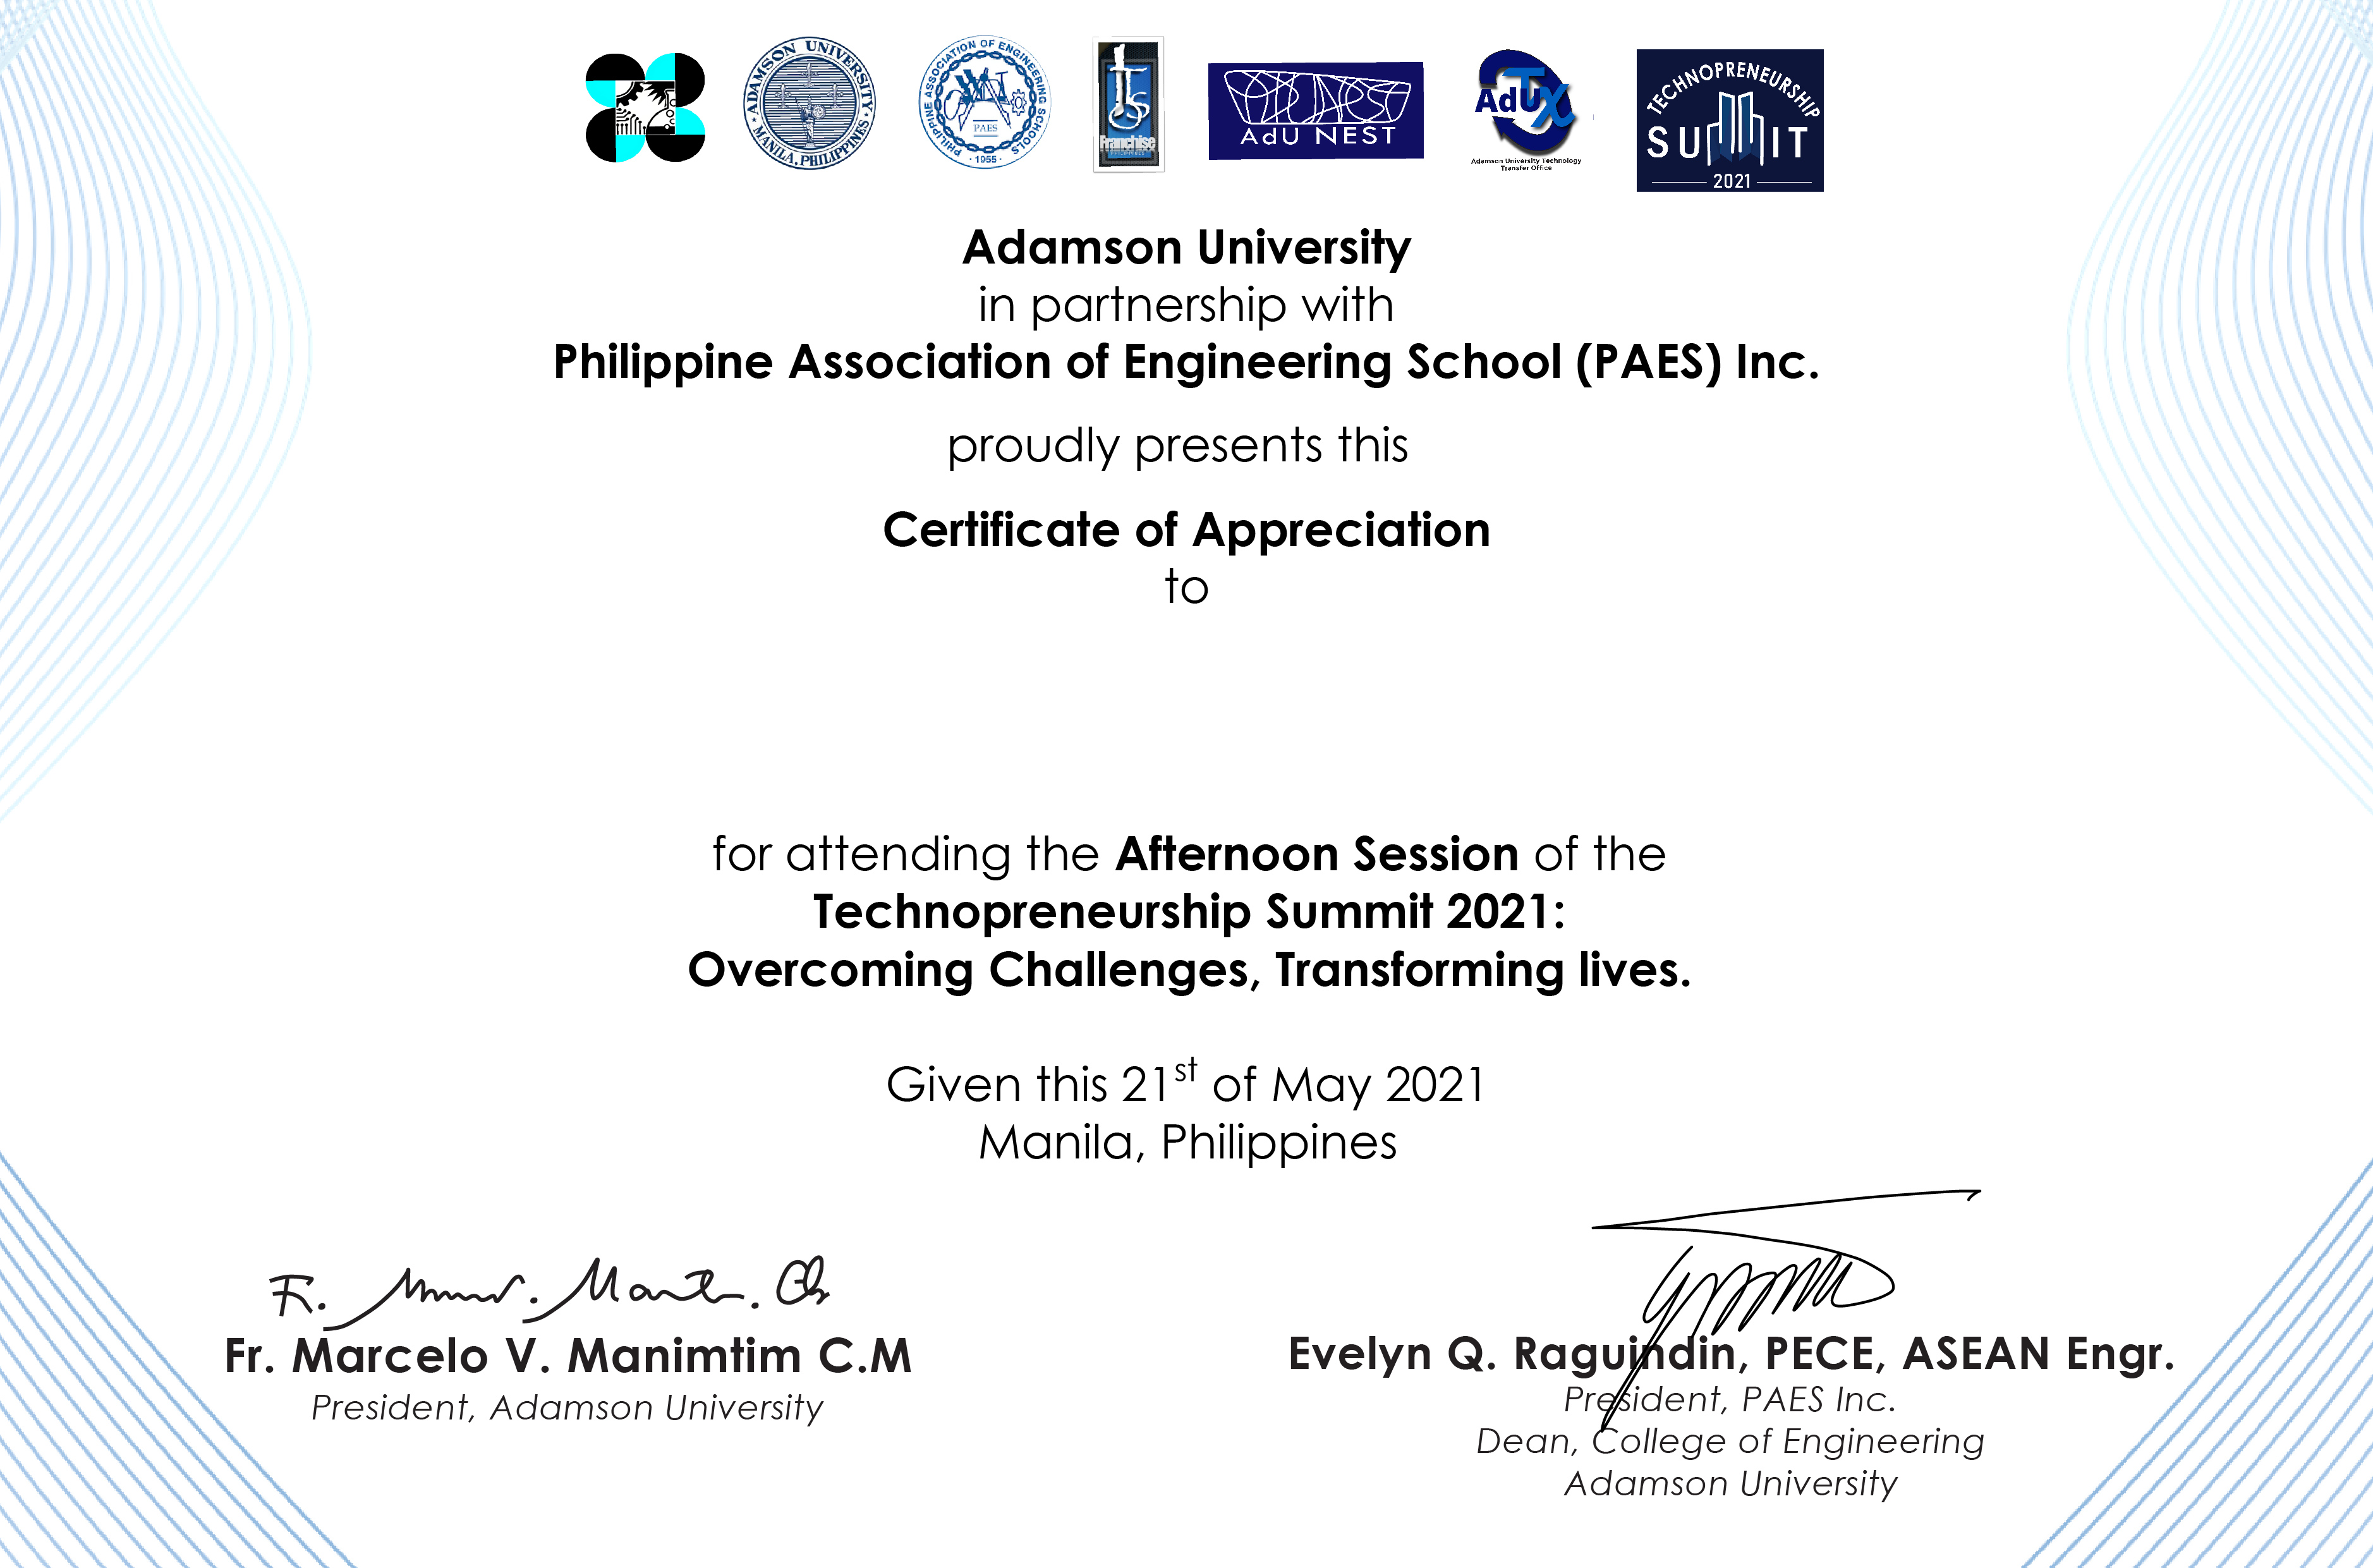 ADAMSON UNIVERSITY
MANILA, PHILIPPINES
PHILIPPINE ASSOCIATION OF ENGINEERING SCHOOLS
PAES
1955
Franchise
AdU NEST
AdUTX
Adamson University Technology
Transfer Office
TECHNOPRENEURSHIP
SUMMIT
2021
Adamson University
in partnership with
Philippine Association of Engineering School (PAES) Inc.
proudly presents this
Certificate of Appreciation
to
for attending the Afternoon Session of the
Technopreneurship Summit 2021:
Overcoming Challenges, Transforming lives.
Given this 21st of May 2021
Manila, Philippines
Fr. Marcelo V. Manimtim C.M
President, Adamson University
Evelyn Q. Raguindin, PECE, ASEAN Engr.
President, PAES Inc.
Dean, College of Engineering
Adamson University